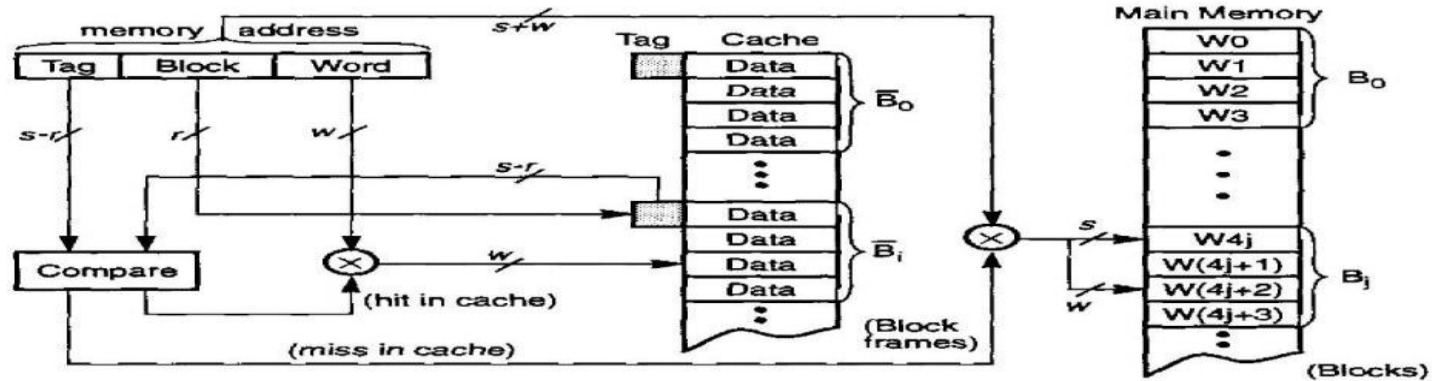 memory address
s+w
Main Memory
Tag Cache
Tag Block Word
Data
Data
Data
Data
B̅0
W0
W1
W2
W3
B0
s-r
r
w
s-r
Data
Data
Data
Data
B̅i
Compare
w
(hit in cache)
(miss in cache)
(Block
frames)
s
w
W4j
W(4j+1)
W(4j+2)
W(4j+3)
Bj
(Blocks)